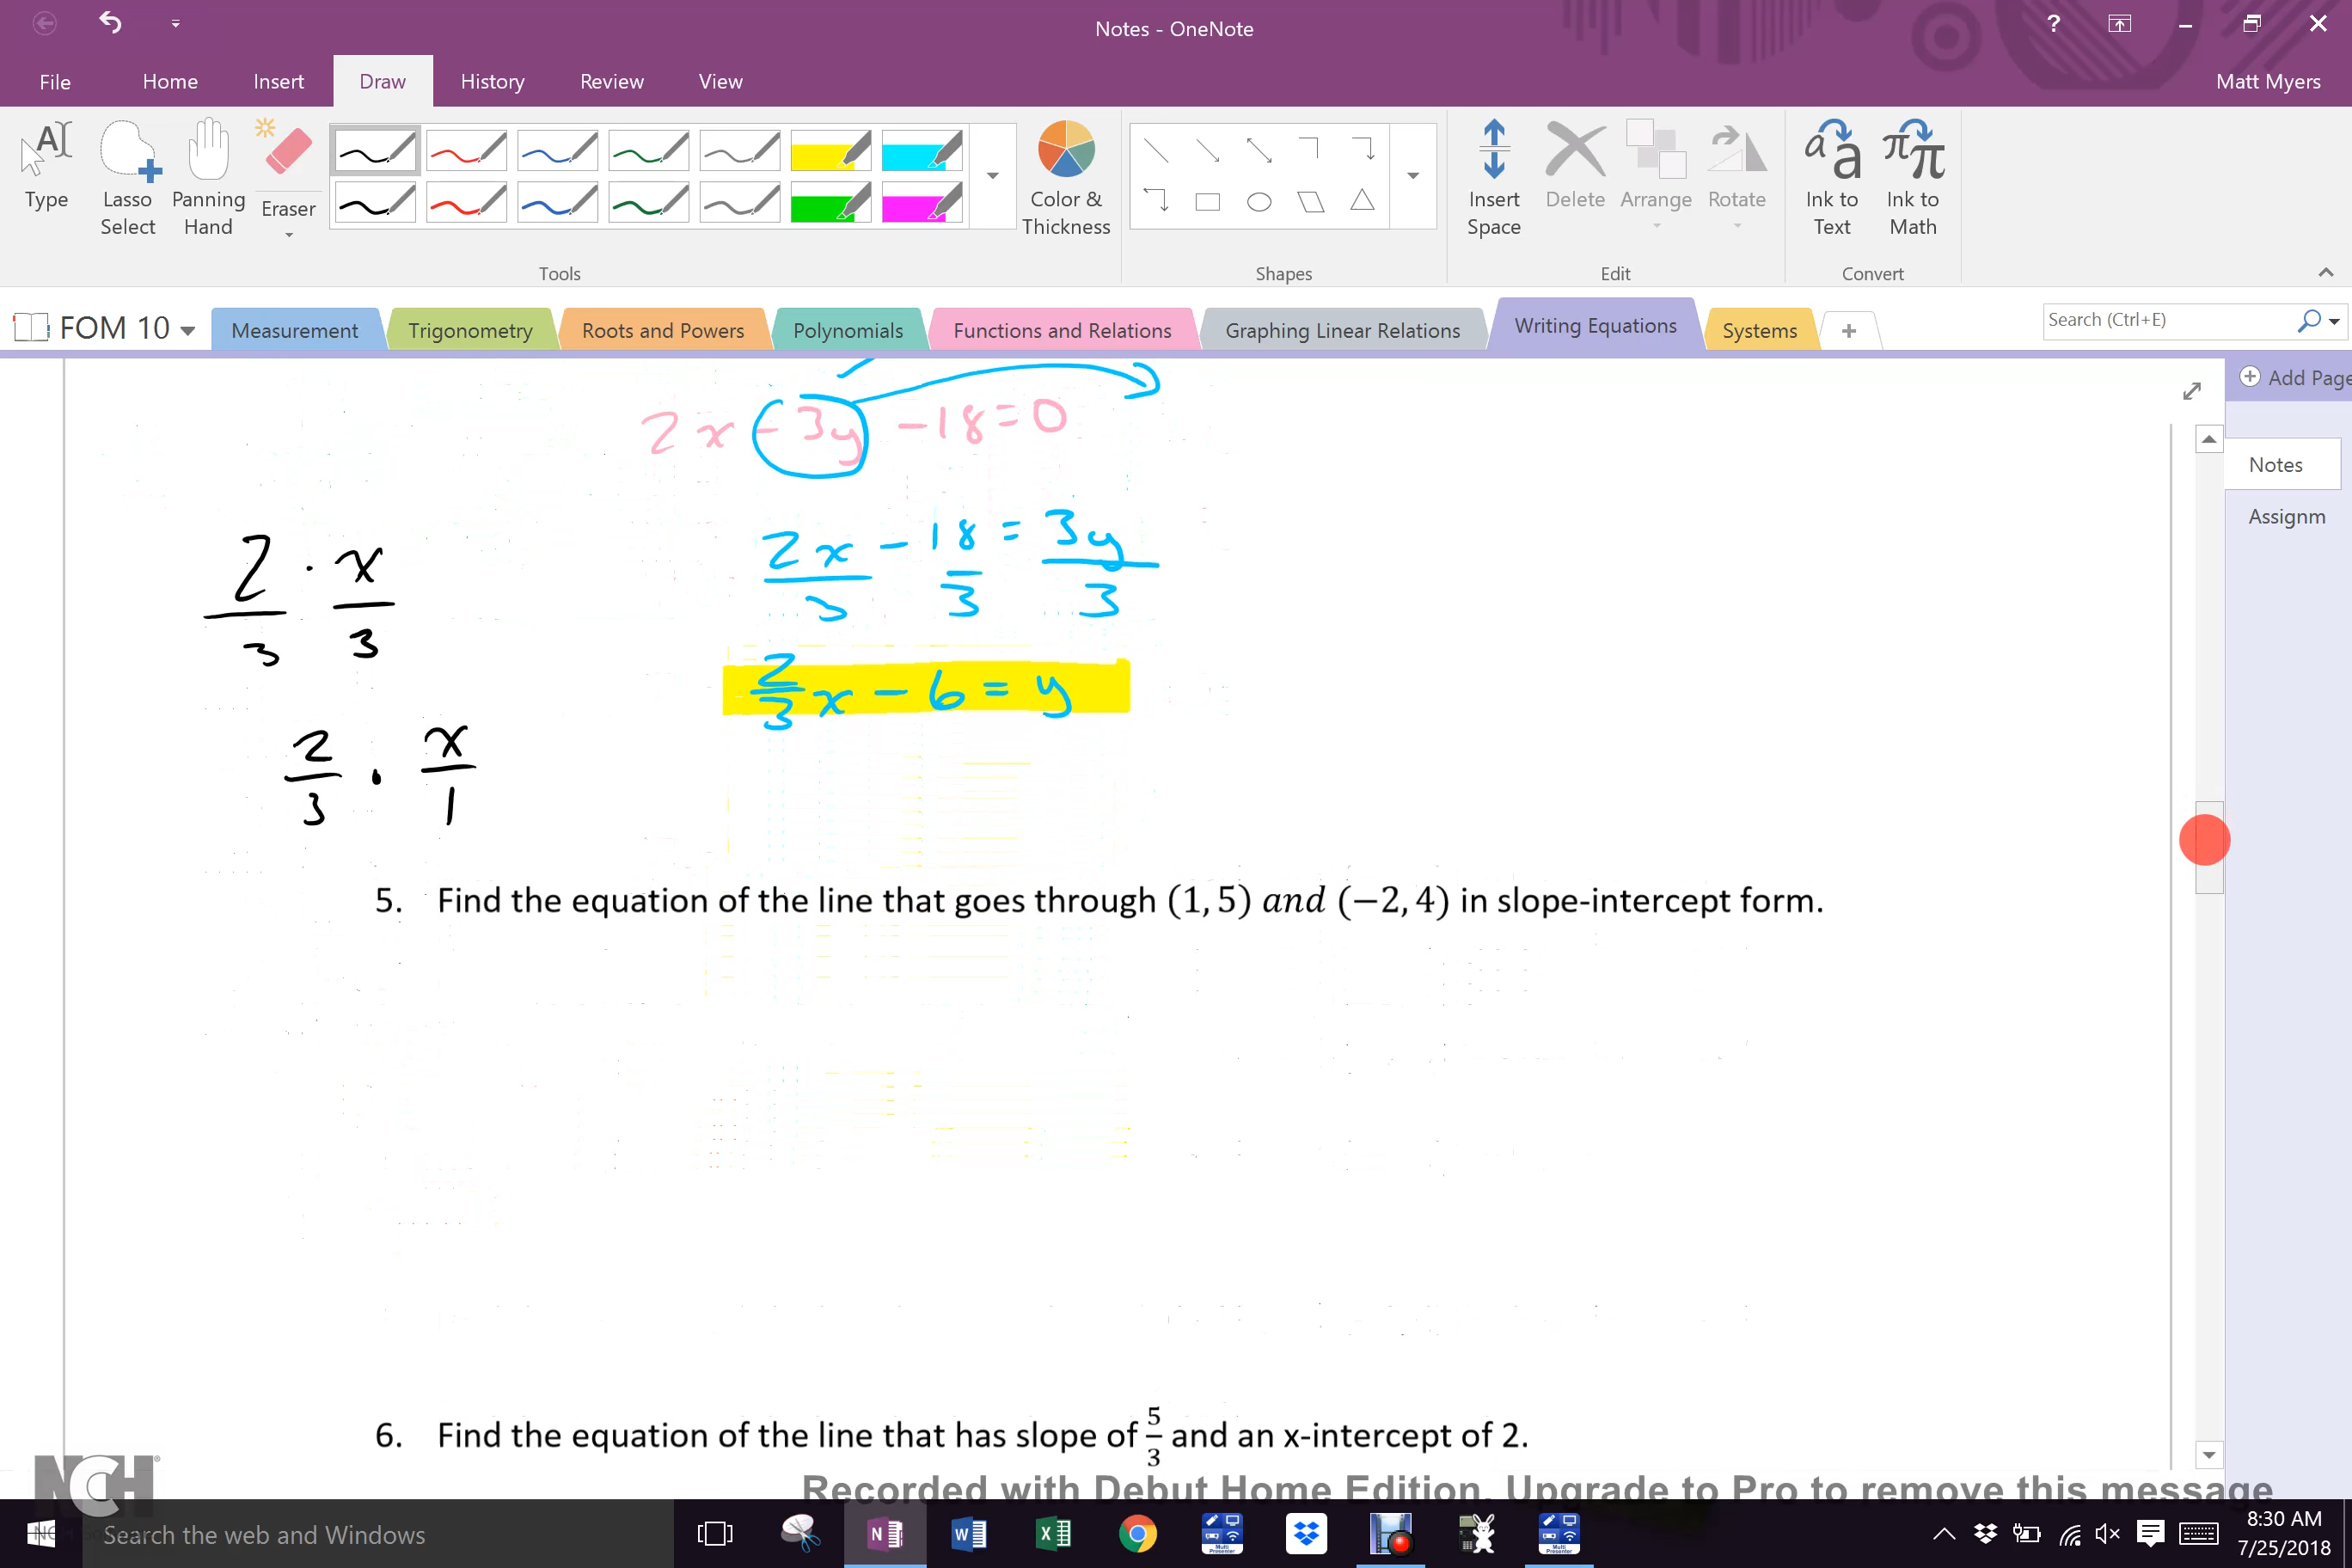 Notes - OneNote
?
File Home Insert Draw History Review View Matt Myers
Type
Lasso Select
Panning Hand
Eraser
Color & Thickness
Insert Space
Delete Arrange Rotate
Ink to Text
Ink to Math
Tools Shapes Edit Convert
FOM 10 Measurement Trigonometry Roots and Powers Polynomials Functions and Relations Graphing Linear Relations Writing Equations Systems + Search (Ctrl+E)
Add Page
Notes
Assignm
2x - 3y - 18 = 0
2x/3 - 18/3 = 3y/3
2/3 · x/3
2/3 x - 6 = y
2/3 · x/1
5. Find the equation of the line that goes through (1, 5) and (−2, 4) in slope-intercept form.
6. Find the equation of the line that has slope of 5/3 and an x-intercept of 2.
NCH
Recorded with Debut Home Edition. Upgrade to Pro to remove this message
Search the web and Windows
8:30 AM
7/25/2018